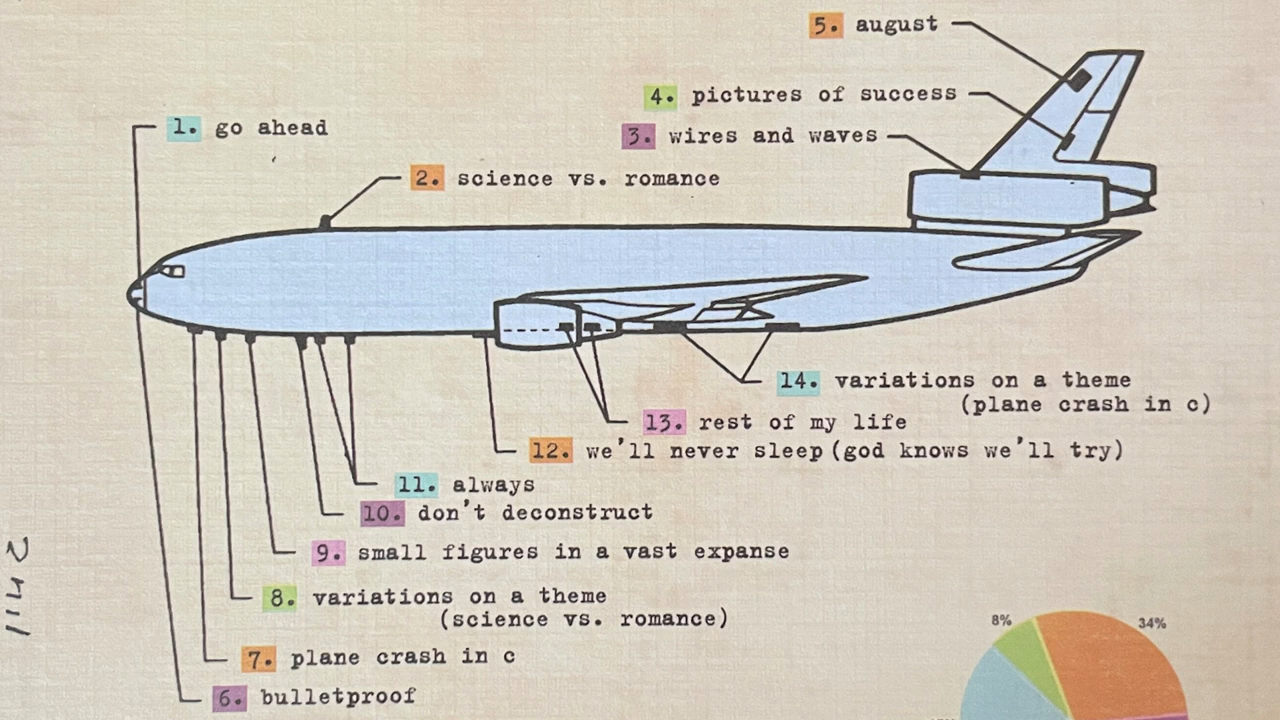 5. august
4. pictures of success
3. wires and waves
1. go ahead
2. science vs. romance
14. variations on a theme
(plane crash in c)
13. rest of my life
12. we'll never sleep (god knows we'll try)
11. always
10. don't deconstruct
9. small figures in a vast expanse
8. variations on a theme
(science vs. romance)
7. plane crash in c
6. bulletproof
8%
34%